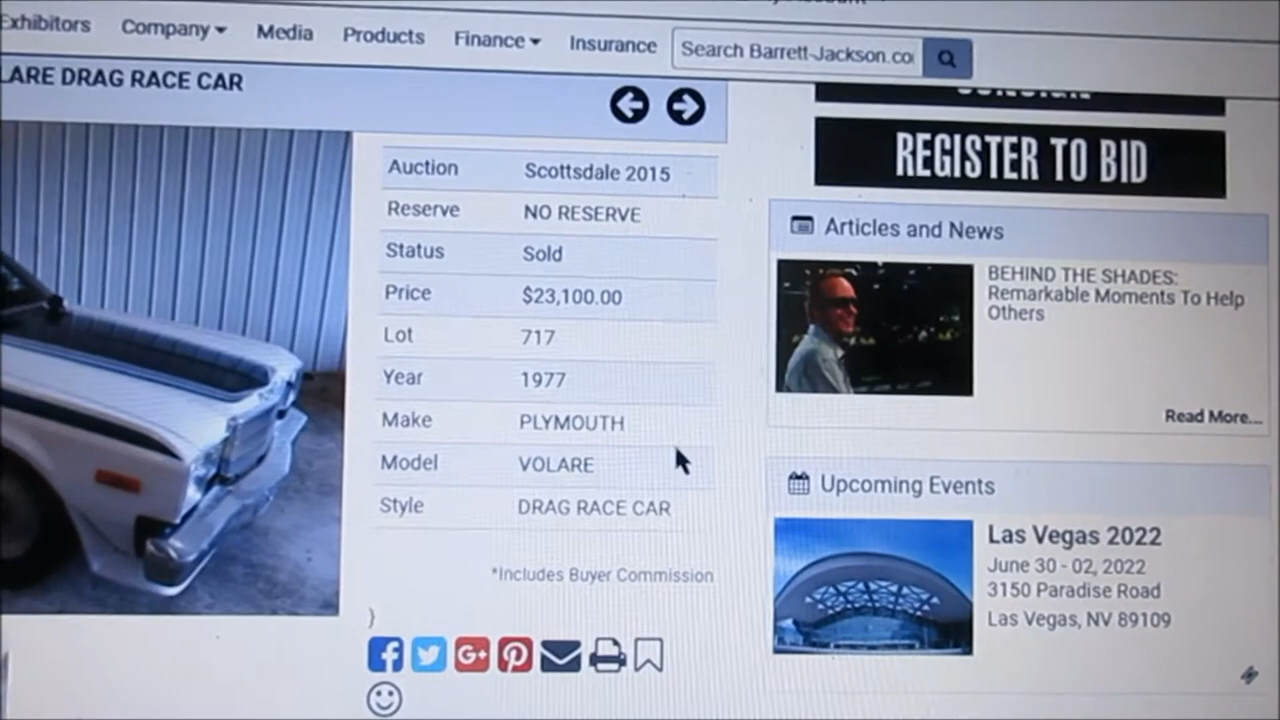 Exhibitors
Company
Media
Products
Finance
Insurance
Search Barrett-Jackson.co
LARE DRAG RACE CAR
REGISTER TO BID
Auction Scottsdale 2015
Reserve NO RESERVE
Status Sold
Price $23,100.00
Lot 717
Year 1977
Make PLYMOUTH
Model VOLARE
Style DRAG RACE CAR
*Includes Buyer Commission
}
G+
Articles and News
BEHIND THE SHADES:
Remarkable Moments To Help
Others
Read More...
Upcoming Events
Las Vegas 2022
June 30 - 02, 2022
3150 Paradise Road
Las Vegas, NV 89109